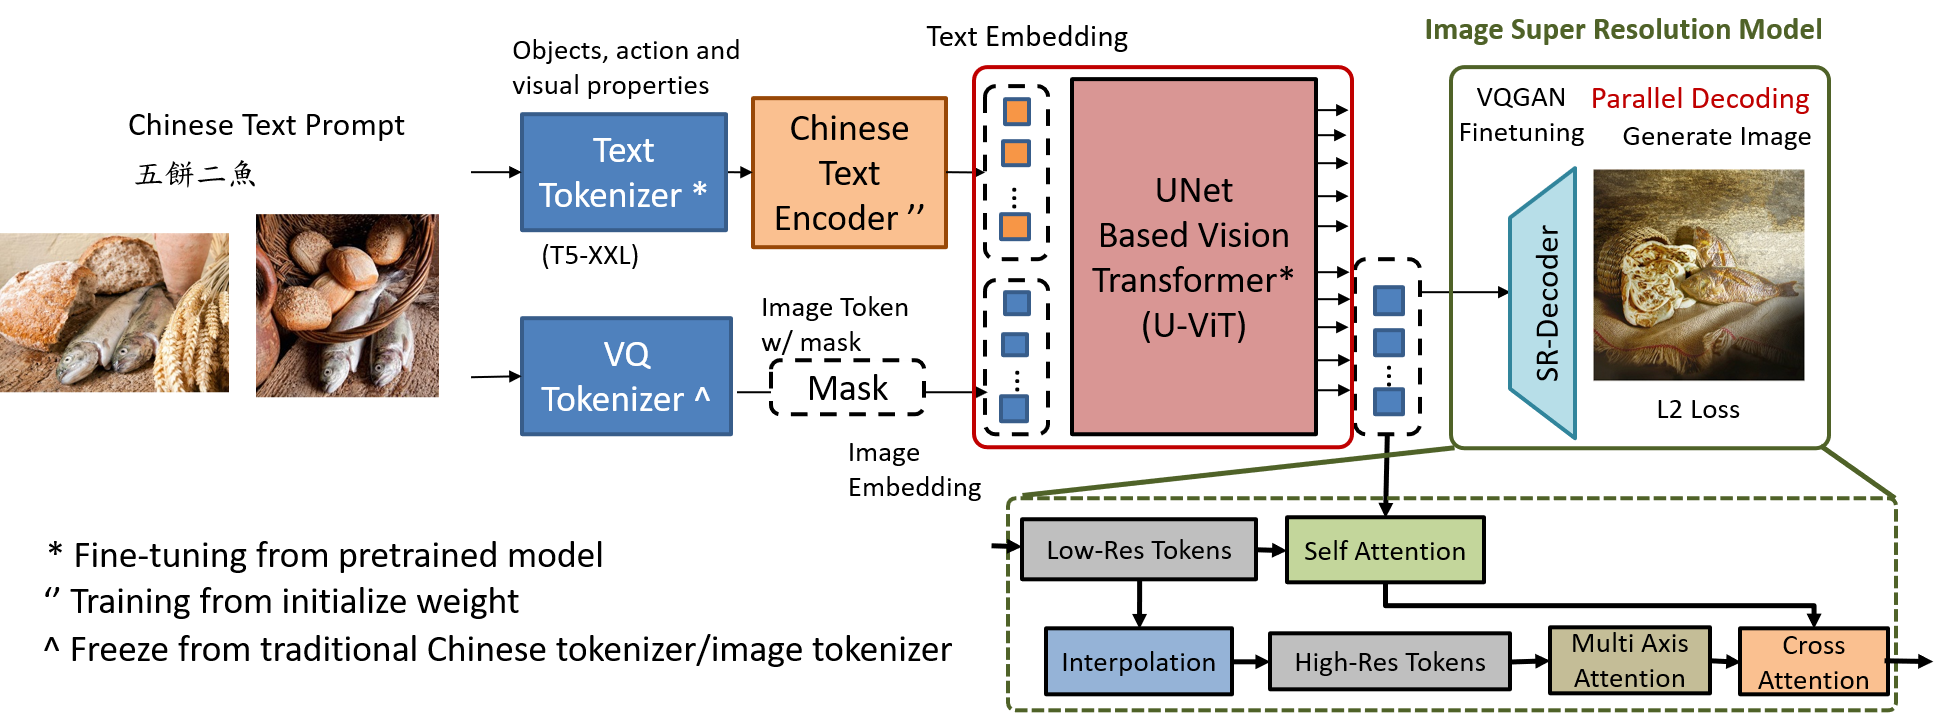 Chinese Text Prompt
五餅二魚
Objects, action and
visual properties
Text
Tokenizer *
(T5-XXL)
Chinese
Text
Encoder ’’
VQ
Tokenizer ^
Image Token
w/ mask
Mask
Image
Embedding
Text Embedding
UNet
Based Vision
Transformer*
(U-ViT)
Image Super Resolution Model
VQGAN
Finetuning
Parallel Decoding
Generate Image
SR-Decoder
L2 Loss
Low-Res Tokens
Self Attention
Interpolation
High-Res Tokens
Multi Axis
Attention
Cross
Attention
* Fine-tuning from pretrained model
‘’ Training from initialize weight
^ Freeze from traditional Chinese tokenizer/image tokenizer